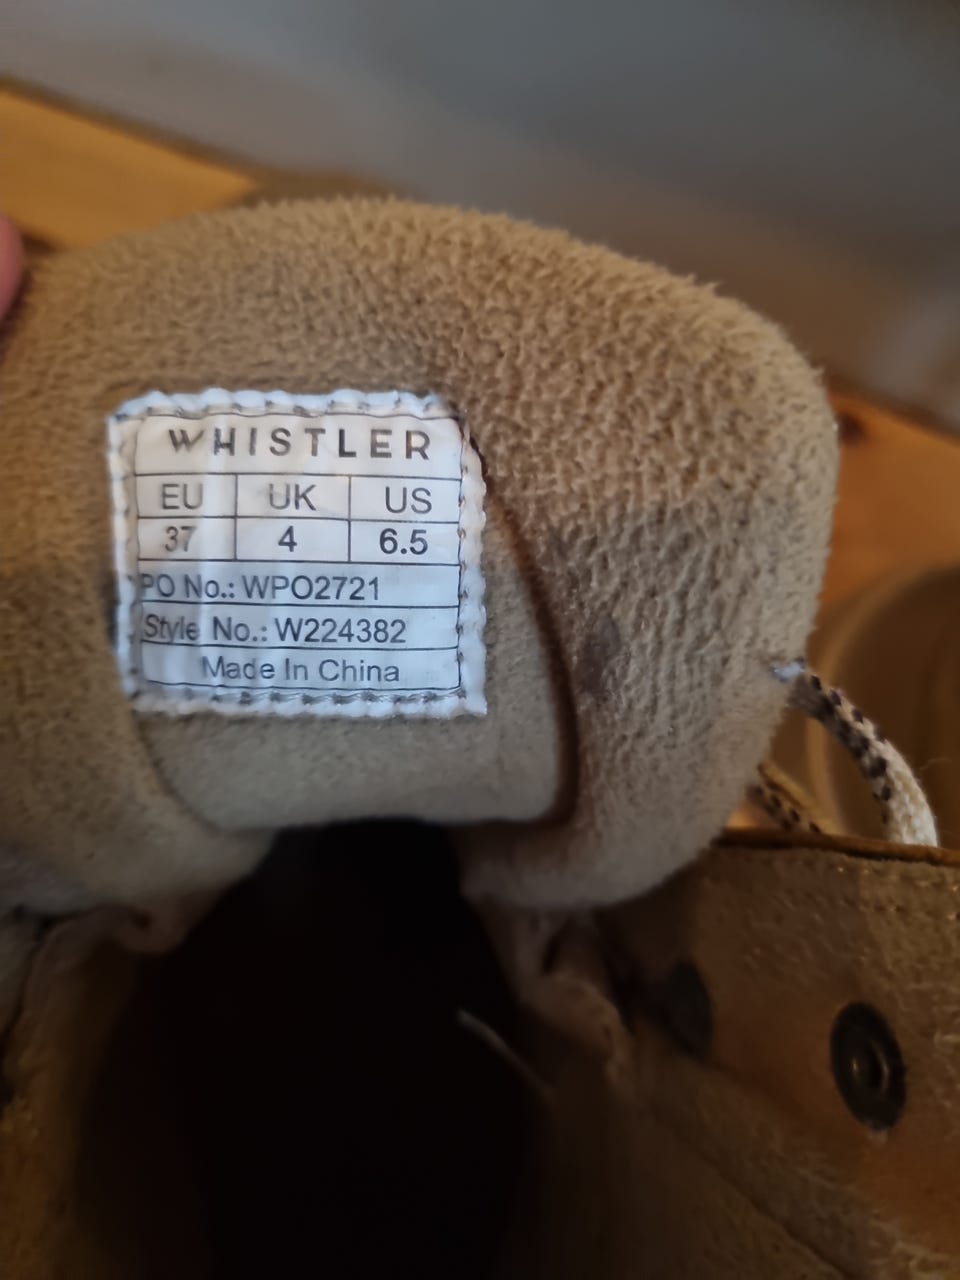 WHISTLER
EU UK US
37 4 6.5
PO No.: WPO2721
Style No.: W224382
Made In China